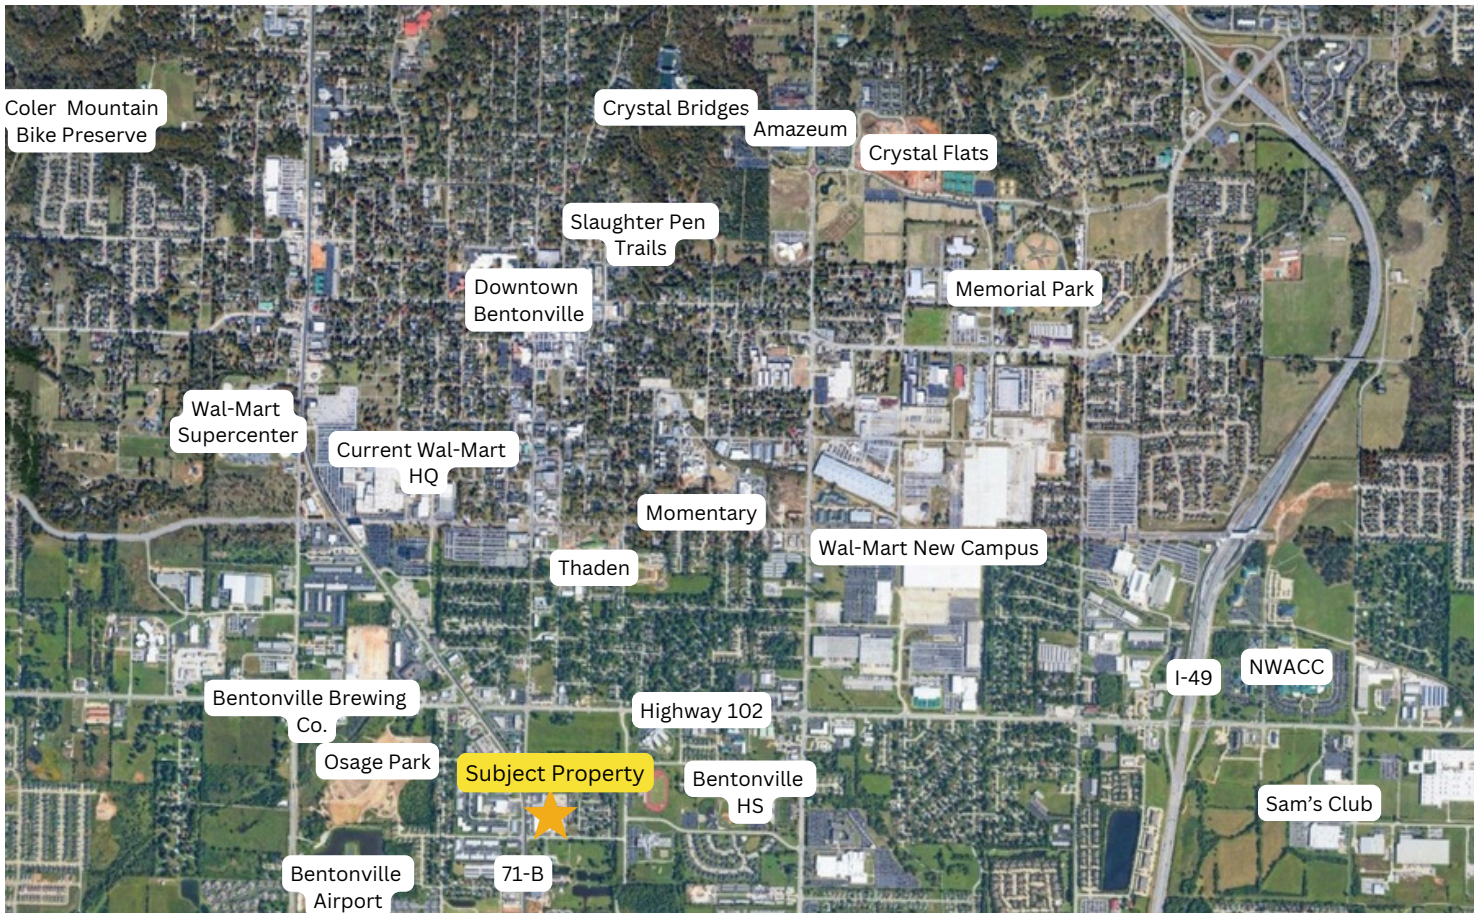 Coler Mountain
Bike Preserve
Crystal Bridges
Amazeum
Crystal Flats
Slaughter Pen
Trails
Downtown
Bentonville
Memorial Park
Wal-Mart
Supercenter
Current Wal-Mart
HQ
Momentary
Wal-Mart New Campus
Thaden
I-49
NWACC
Bentonville Brewing
Co.
Highway 102
Osage Park
Subject Property
Bentonville
HS
Sam’s Club
Bentonville
Airport
71-B